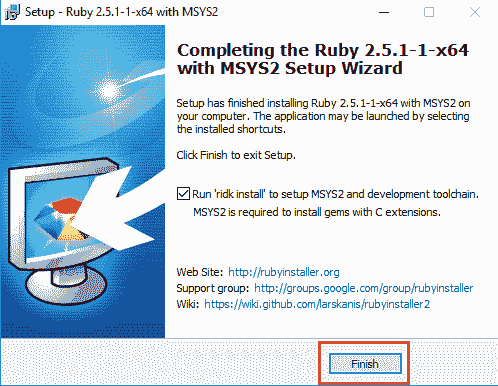 Setup - Ruby 2.5.1-1-x64 with MSYS2
Completing the Ruby 2.5.1-1-x64
with MSYS2 Setup Wizard
Setup has finished installing Ruby 2.5.1-1-x64 with MSYS2 on
your computer. The application may be launched by selecting
the installed shortcuts.
Click Finish to exit Setup.
Run 'ridk install' to setup MSYS2 and development toolchain.
MSYS2 is required to install gems with C extensions.
Web Site: http://rubyinstaller.org
Support group: http://groups.google.com/group/rubyinstaller
Wiki: https://wiki.github.com/larskanis/rubyinstaller2
Finish